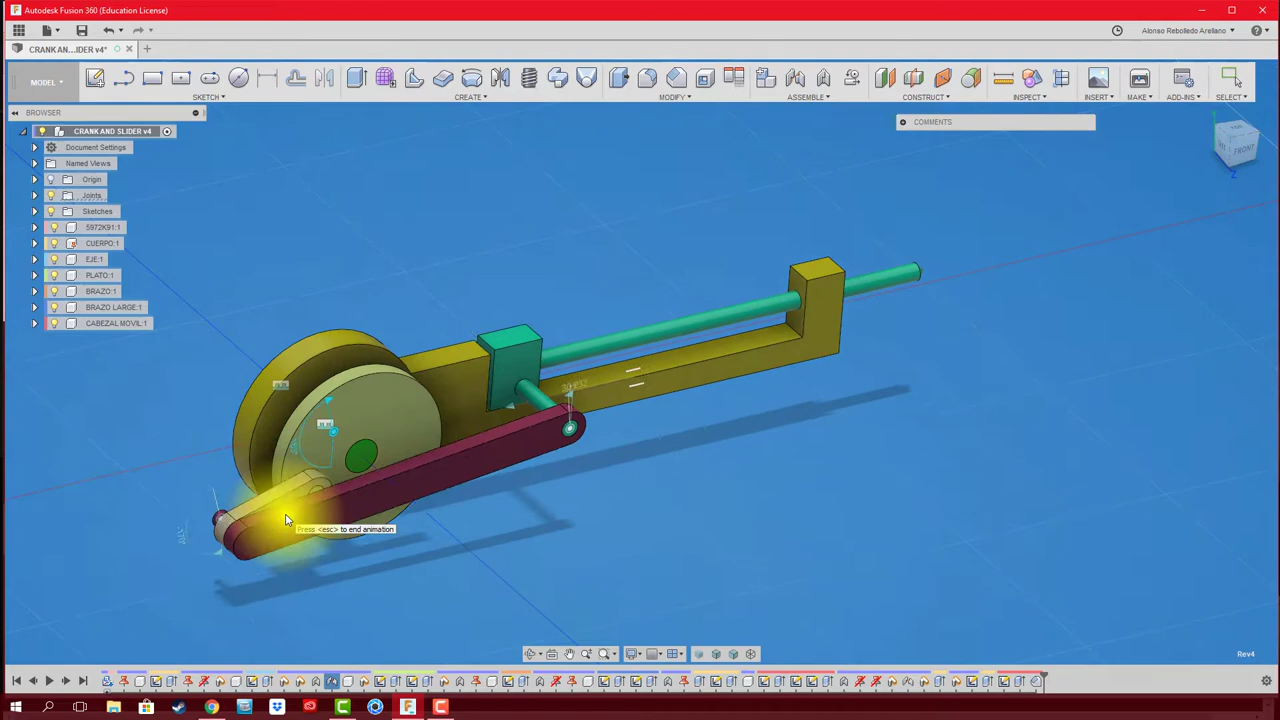 Autodesk Fusion 360 (Education License)
Alonso Rebolledo Arellano
CRANK AN...IDER v4*
MODEL
SKETCH
CREATE
MODIFY
ASSEMBLE
CONSTRUCT
INSPECT
INSERT
MAKE
ADD-INS
SELECT
BROWSER
COMMENTS
CRANK AND SLIDER v4
Document Settings
Named Views
Origin
Joints
Sketches
5972K91:1
CUERPO:1
EJE:1
PLATO:1
BRAZO:1
BRAZO LARGE:1
CABEZAL MOVIL:1
TOP
FRONT
Z
Press <esc> to end animation
Rev4